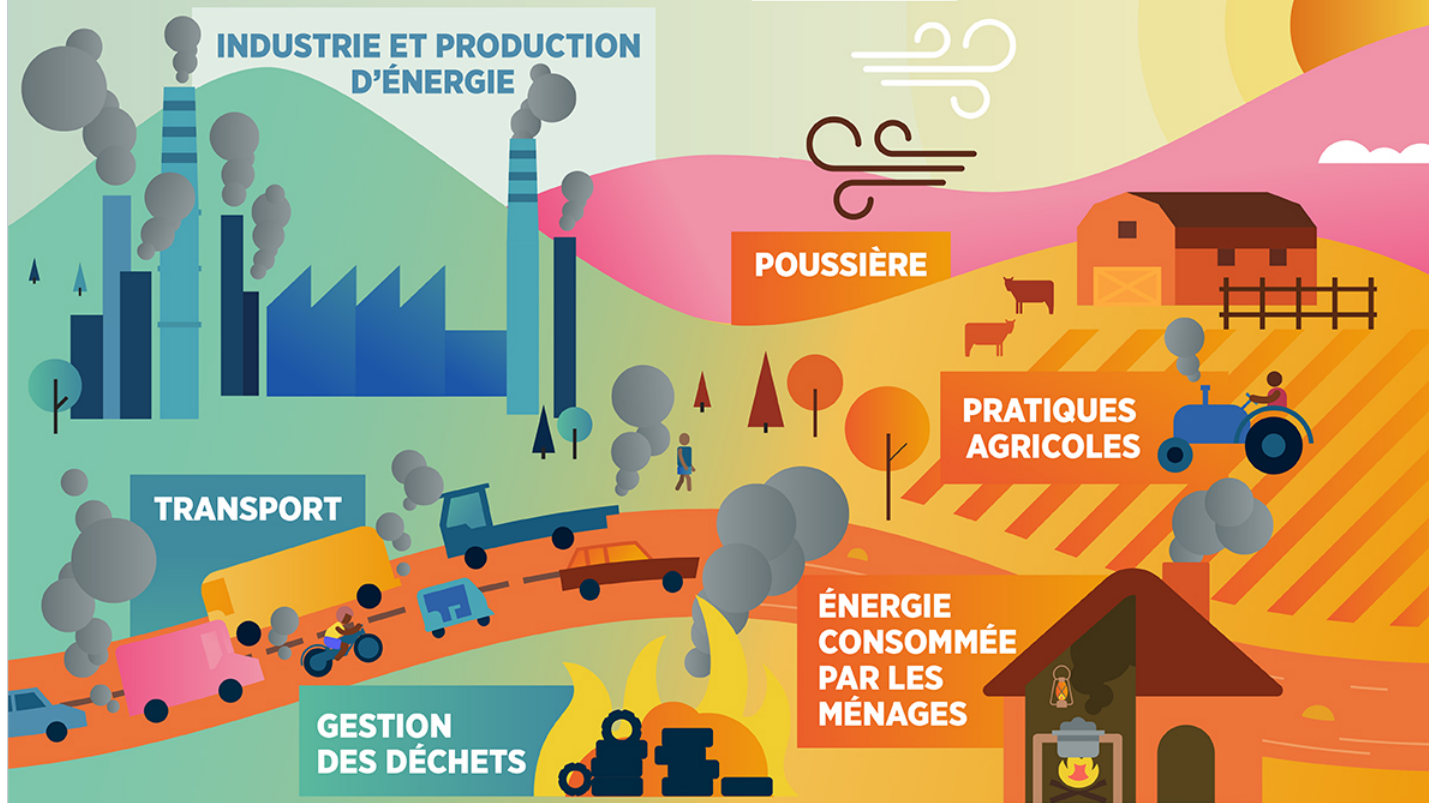 INDUSTRIE ET PRODUCTION
D'ÉNERGIE
POUSSIÈRE
PRATIQUES
AGRICOLES
TRANSPORT
ÉNERGIE
CONSOMMÉE
PAR LES
MÉNAGES
GESTION
DES DÉCHETS